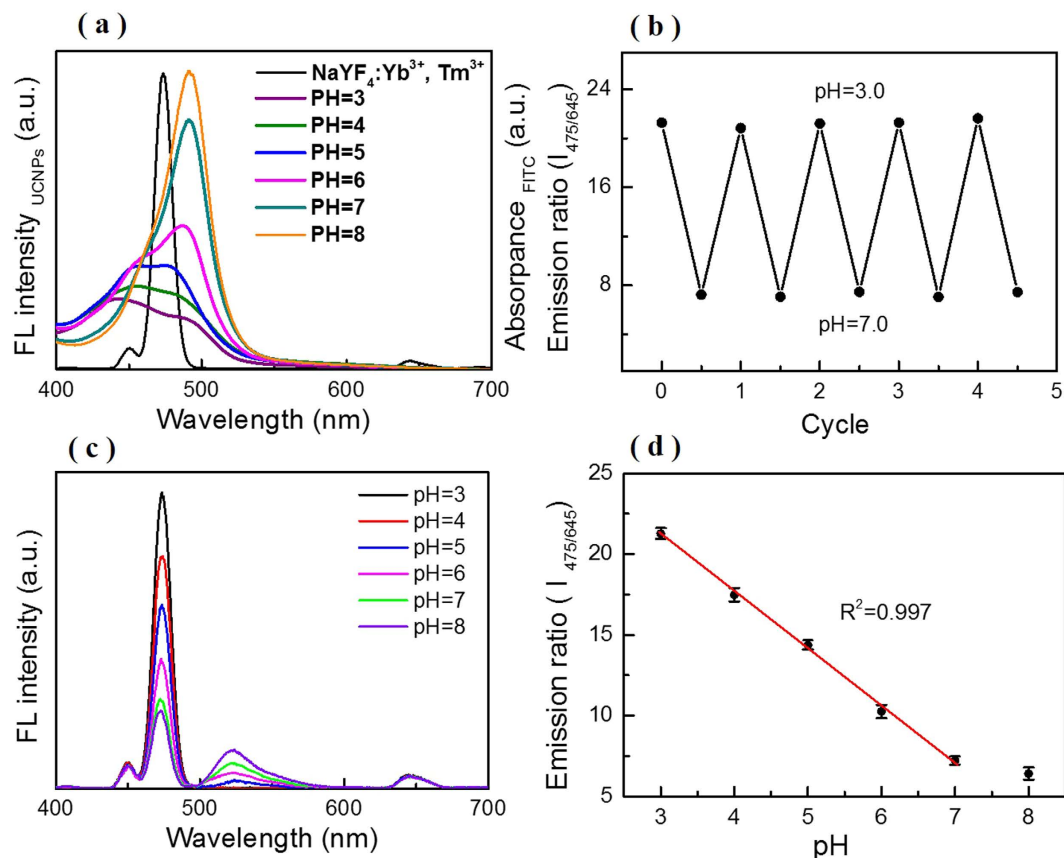 ( a )
FL intensity UCNPs (a.u.)
NaYF4:Yb3+, Tm3+
PH=3
PH=4
PH=5
PH=6
PH=7
PH=8
Absorpance FITC (a.u.)
400 500 600 700
Wavelength (nm)
( b )
Emission ratio (I 475/645)
24
16
8
pH=3.0
pH=7.0
0 1 2 3 4 5
Cycle
( c )
FL intensity (a.u.)
pH=3
pH=4
pH=5
pH=6
pH=7
pH=8
400 500 600 700
Wavelength (nm)
( d )
Emission ratio ( I 475/645)
25
20
15
10
5
R2=0.997
3 4 5 6 7 8
pH